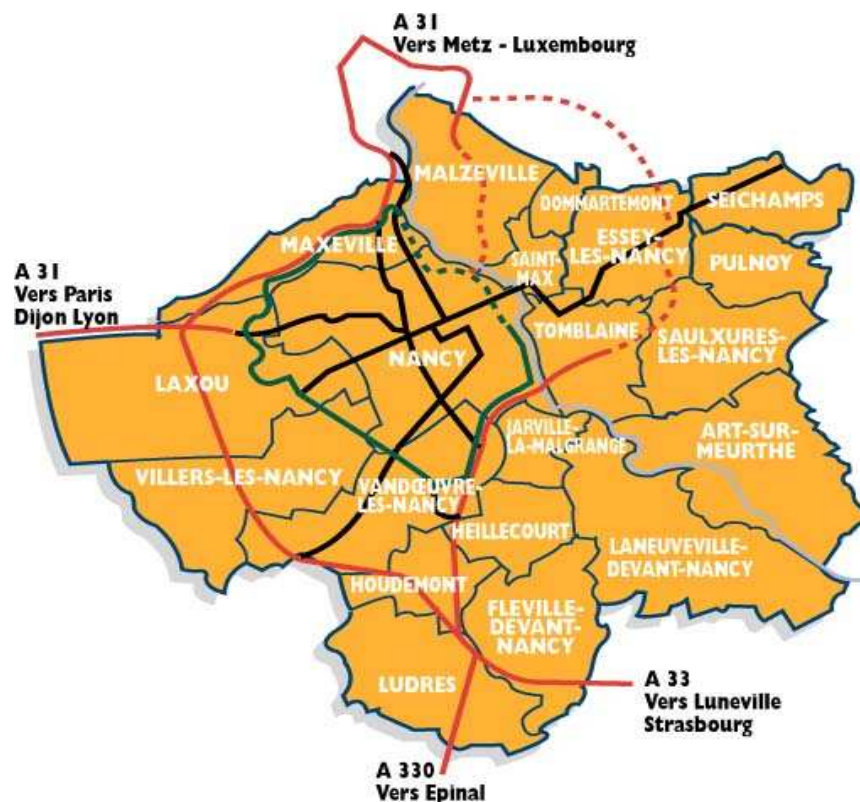 A 31
Vers Metz - Luxembourg
MALZEVILLE
DOMMARTEMONT
SEICHAMPS
MAXEVILLE
SAINT-
MAX
ESSEY-
LES-NANCY
PULNOY
A 31
Vers Paris
Dijon Lyon
TOMBLAINE
SAULXURES-
LES-NANCY
NANCY
LAXOU
JARVILLE-
LA-MALGRANGE
ART-SUR-
MEURTHE
VILLERS-LES-NANCY
VANDŒUVRE-
LES-NANCY
HEILLECOURT
LANEUVEVILLE-
DEVANT-NANCY
HOUDEMONT
FLEVILLE-
DEVANT-
NANCY
LUDRES
A 33
Vers Luneville
Strasbourg
A 330
Vers Epinal